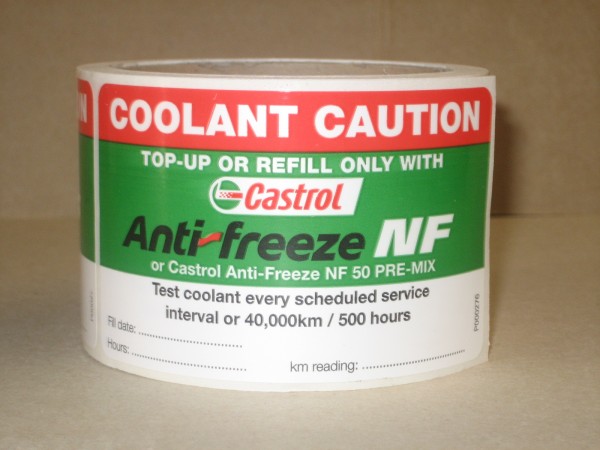 COOLANT CAUTION
TOP-UP OR REFILL ONLY WITH
Castrol
Anti-freeze NF
or Castrol Anti-Freeze NF 50 PRE-MIX
Test coolant every scheduled service
interval or 40,000km / 500 hours
Fill date: ................................
Hours: ................................
km reading: ................................
P000276
N